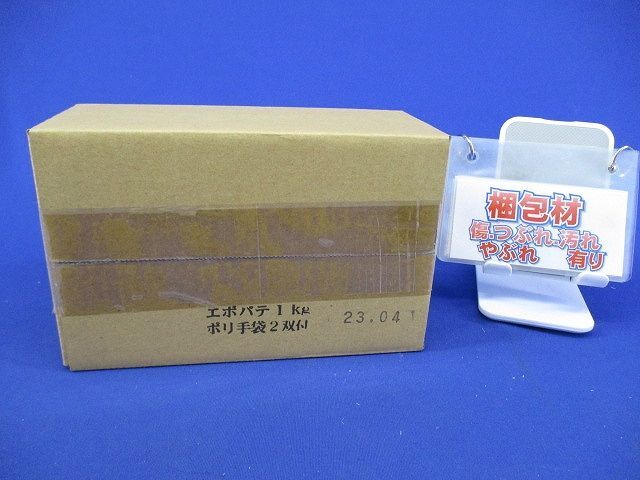 エポパテ1kg
ポリ手袋2双付
23.04
梱包材
傷.つぶれ.汚れ
やぶれ 有り